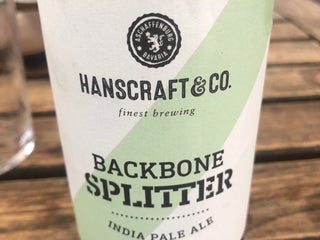 ASCHAFFENBURG
BAVARIA
HANSCRAFT & CO.
finest brewing
BACKBONE
SPLITTER
INDIA PALE ALE